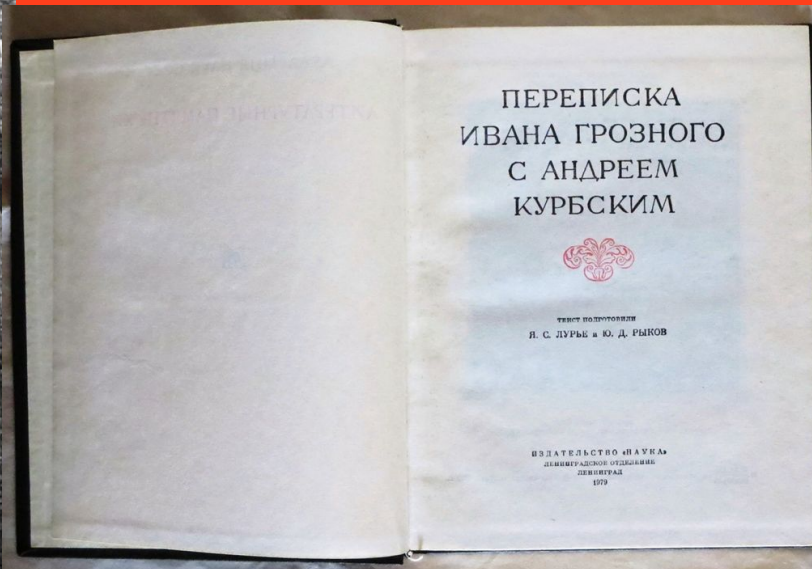 ПЕРЕПИСКА
ИВАНА ГРОЗНОГО
С АНДРЕЕМ
КУРБСКИМ
ТЕКСТ ПОДГОТОВИЛИ
Я. С. ЛУРЬЕ и Ю. Д. РЫКОВ
ИЗДАТЕЛЬСТВО «НАУКА»
ЛЕНИНГРАДСКОЕ ОТДЕЛЕНИЕ
ЛЕНИНГРАД
1979